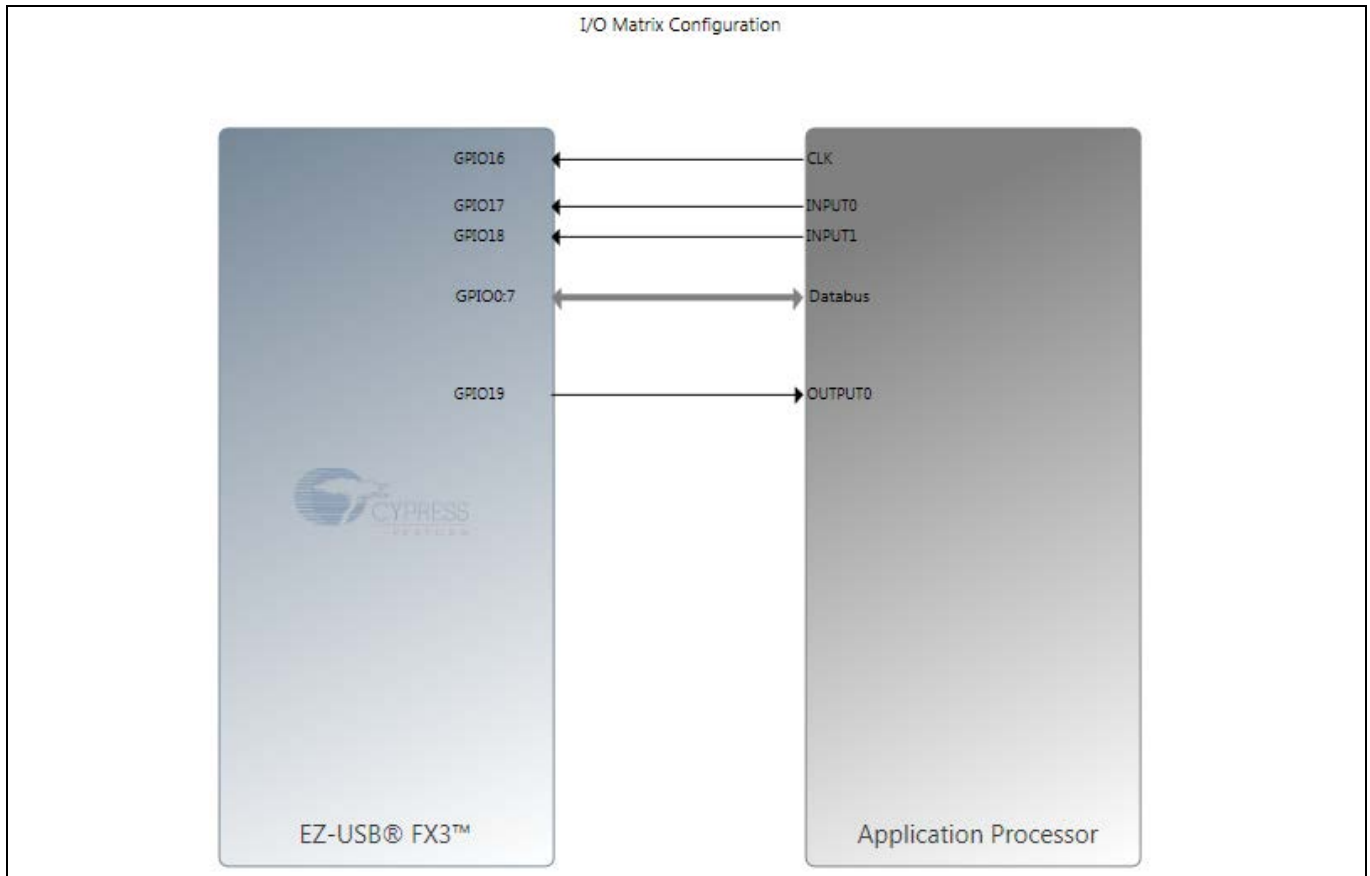 I/O Matrix Configuration
GPIO16 CLK
GPIO17 INPUT0
GPIO18 INPUT1
GPIO0:7 Databus
GPIO19 OUTPUT0
CYPRESS
PERFORM
EZ-USB® FX3™ Application Processor